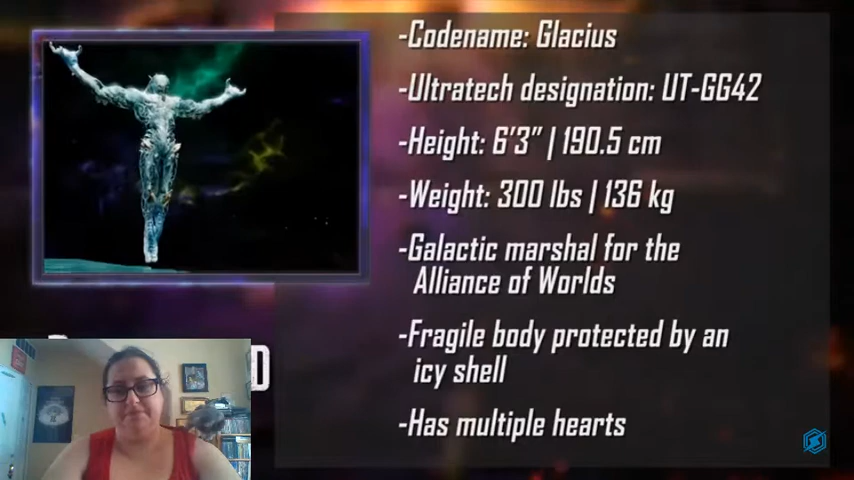 -Codename: Glacius
-Ultratech designation: UT-GG42
-Height: 6'3" | 190.5 cm
-Weight: 300 lbs | 136 kg
-Galactic marshal for the
Alliance of Worlds
-Fragile body protected by an
icy shell
-Has multiple hearts